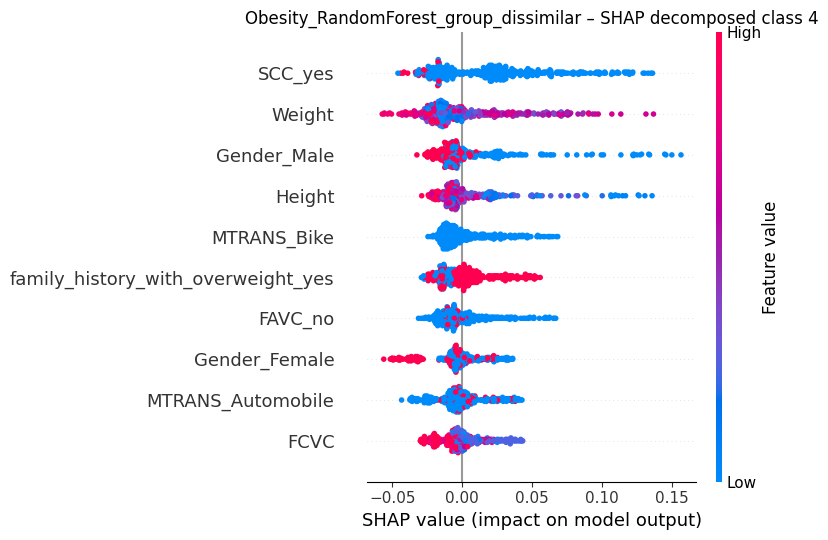 Obesity_RandomForest_group_dissimilar – SHAP decomposed class 4
High
SCC_yes
Weight
Gender_Male
Height
MTRANS_Bike
family_history_with_overweight_yes
FAVC_no
Gender_Female
MTRANS_Automobile
FCVC
Feature value
Low
−0.05 0.00 0.05 0.10 0.15
SHAP value (impact on model output)